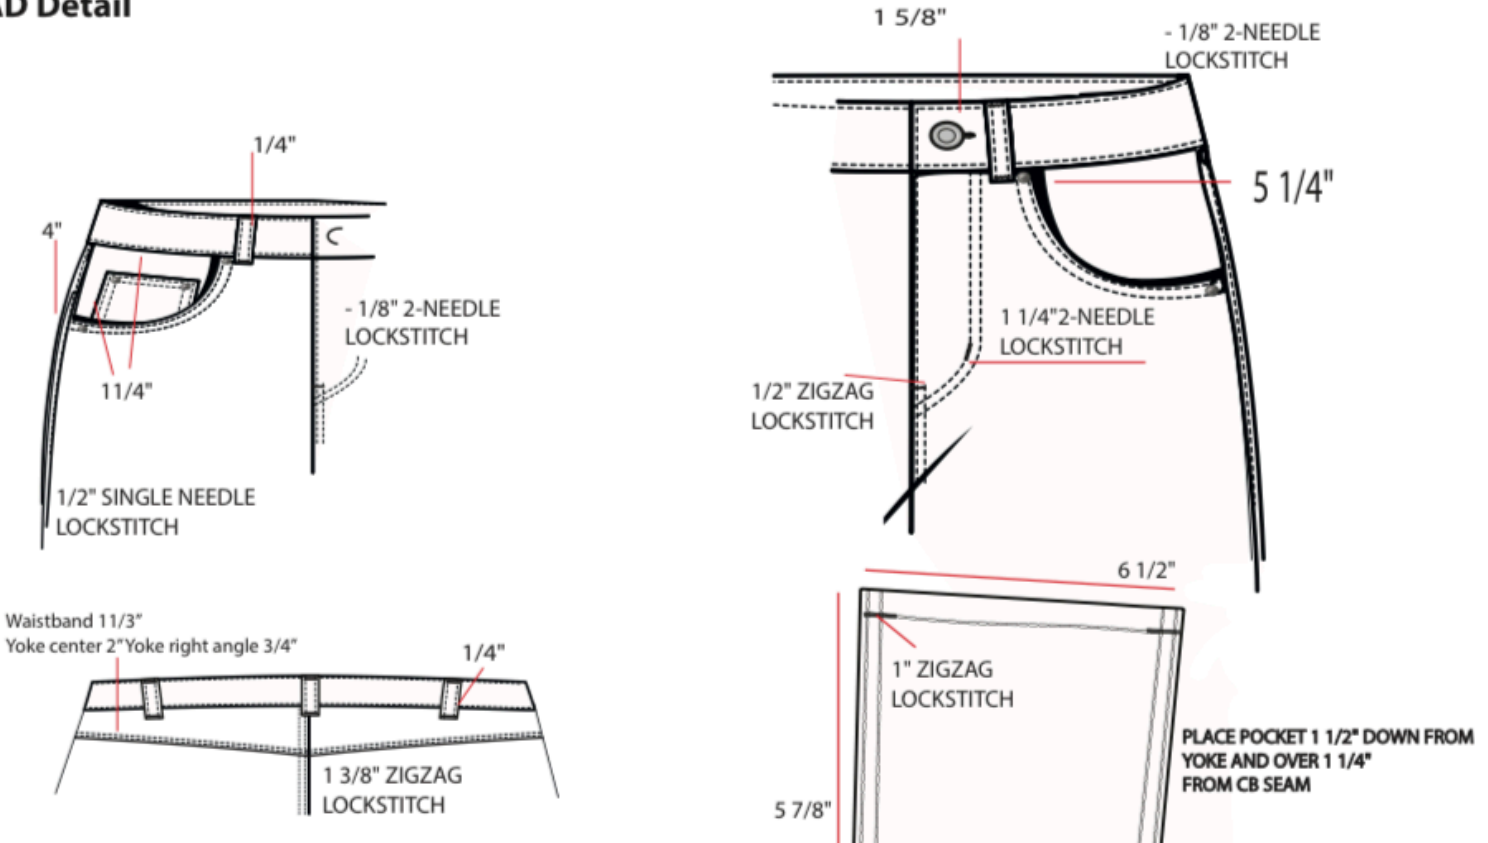 AD Detail
1/4"
4"
- 1/8" 2-NEEDLE
LOCKSTITCH
11/4"
1/2" SINGLE NEEDLE
LOCKSTITCH
Waistband 11/3"
Yoke center 2"Yoke right angle 3/4"
1/4"
1 3/8" ZIGZAG
LOCKSTITCH
1 5/8"
- 1/8" 2-NEEDLE
LOCKSTITCH
5 1/4"
1 1/4"2-NEEDLE
LOCKSTITCH
1/2" ZIGZAG
LOCKSTITCH
6 1/2"
1" ZIGZAG
LOCKSTITCH
5 7/8"
PLACE POCKET 1 1/2" DOWN FROM
YOKE AND OVER 1 1/4"
FROM CB SEAM